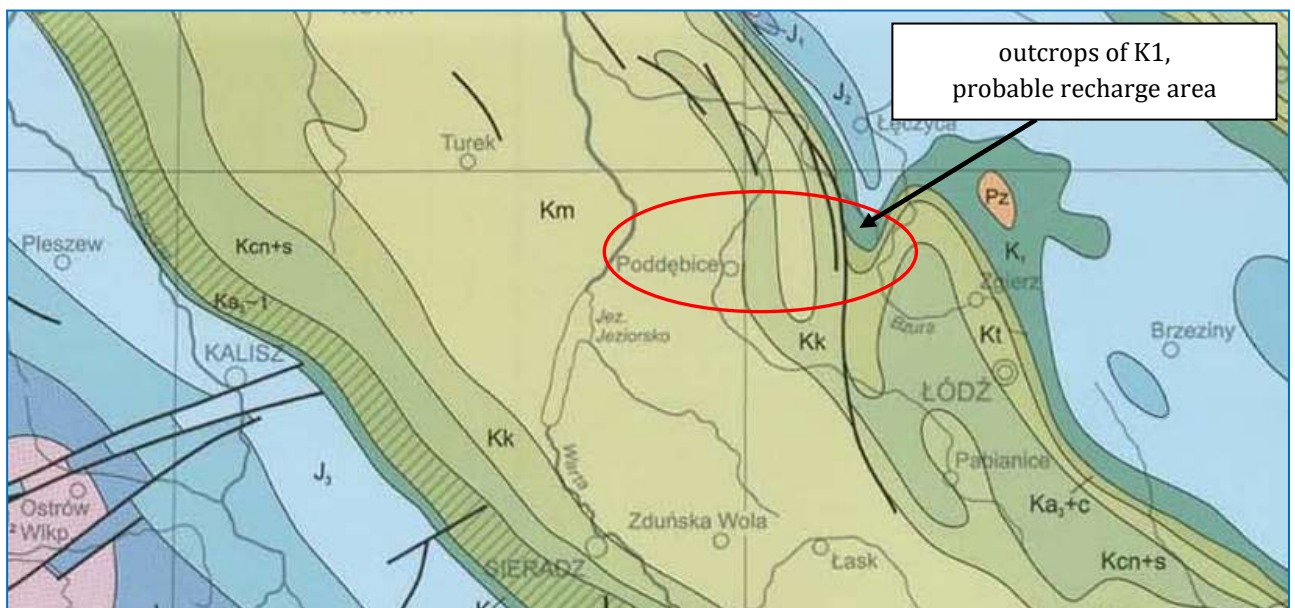 outcrops of K1,
probable recharge area
J₁
J₂
Łęczyca
Turek
Pz
Km
Pleszew
Kcn+s
Poddębice
K₁
Zgierz
Ka₃–t
Jez.
Jeziorsko
Bzura
Brzeziny
KALISZ
Kk
Kt
ŁÓDŹ
Kk
Warta
Pabianice
J₃
Ostrów
Wlkp.
Zduńska Wola
Ka₃+c
SIERADZ
Łask
Kcn+s